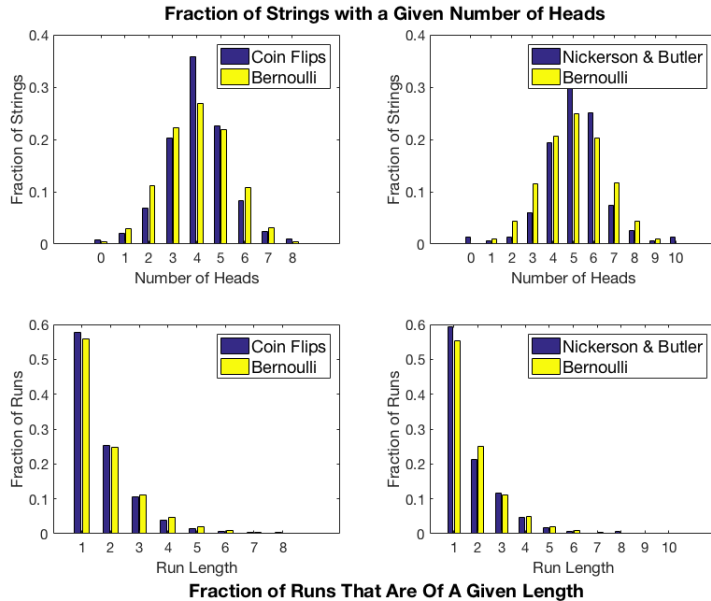 Fraction of Strings with a Given Number of Heads
0.4
0.3
0.2
0.1
0
Fraction of Strings
Coin Flips
Bernoulli
0 1 2 3 4 5 6 7 8
Number of Heads
0.4
0.3
0.2
0.1
0
Fraction of Strings
Nickerson & Butler
Bernoulli
0 1 2 3 4 5 6 7 8 9 10
Number of Heads
0.6
0.5
0.4
0.3
0.2
0.1
0
Fraction of Runs
Coin Flips
Bernoulli
1 2 3 4 5 6 7 8
Run Length
0.6
0.5
0.4
0.3
0.2
0.1
0
Fraction of Runs
Nickerson & Butler
Bernoulli
1 2 3 4 5 6 7 8 9 10
Run Length
Fraction of Runs That Are Of A Given Length